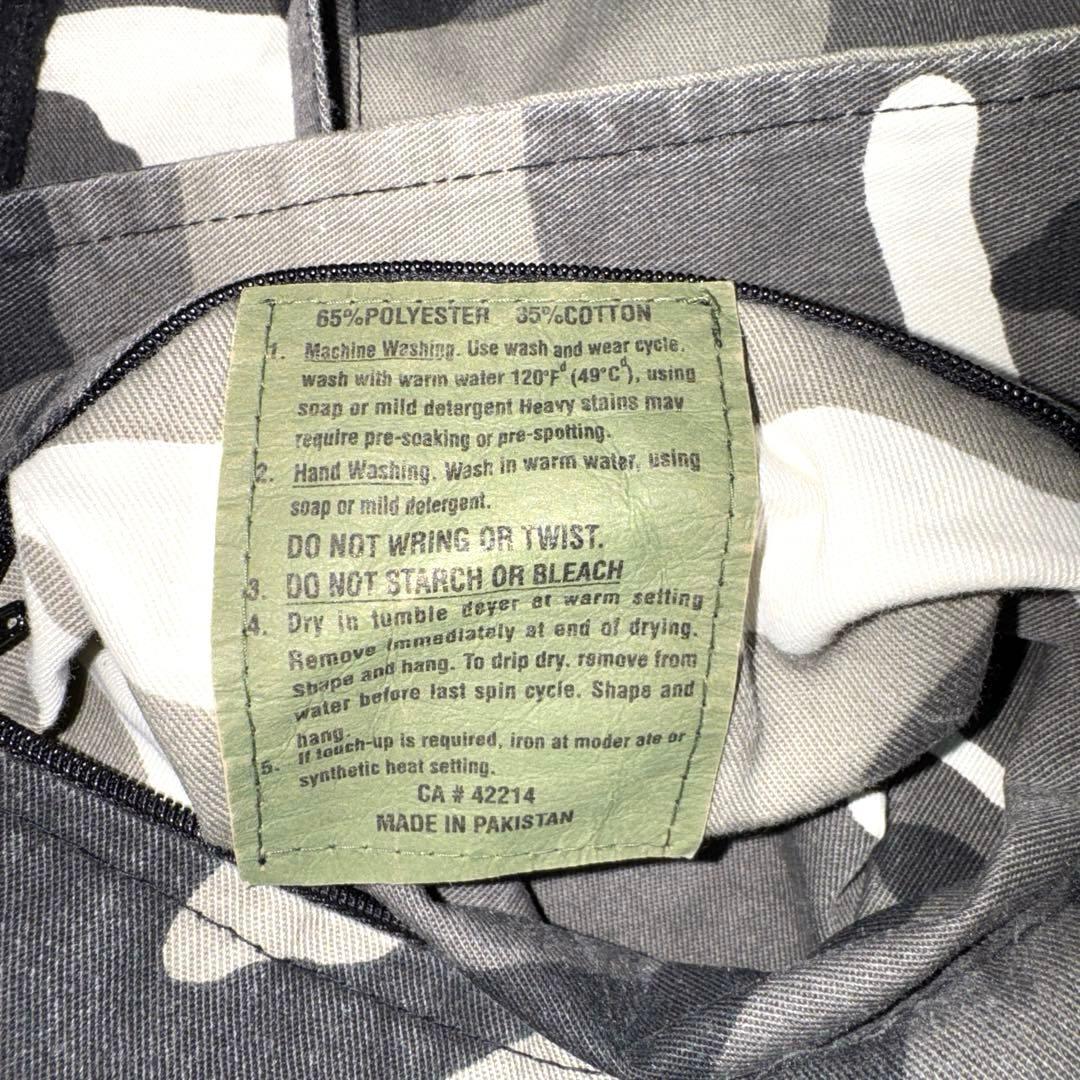 65%POLYESTER 35%COTTON
1. Machine Washing. Use wash and wear cycle.
wash with warm water 120°Fd (49°Cd), using
soap or mild detergent Heavy stains may
require pre-soaking or pre-spotting.
2. Hand Washing. Wash in warm water, using
soap or mild detergent.
DO NOT WRING OR TWIST.
3. DO NOT STARCH OR BLEACH
4. Dry in tumble deyer at warm setting
Remove immediately at end of drying.
Shape and hang. To drip dry. remove from
water before last spin cycle. Shape and
hang.
5. If touch-up is required, iron at moder ate or
synthetic heat setting.
CA # 42214
MADE IN PAKISTAN